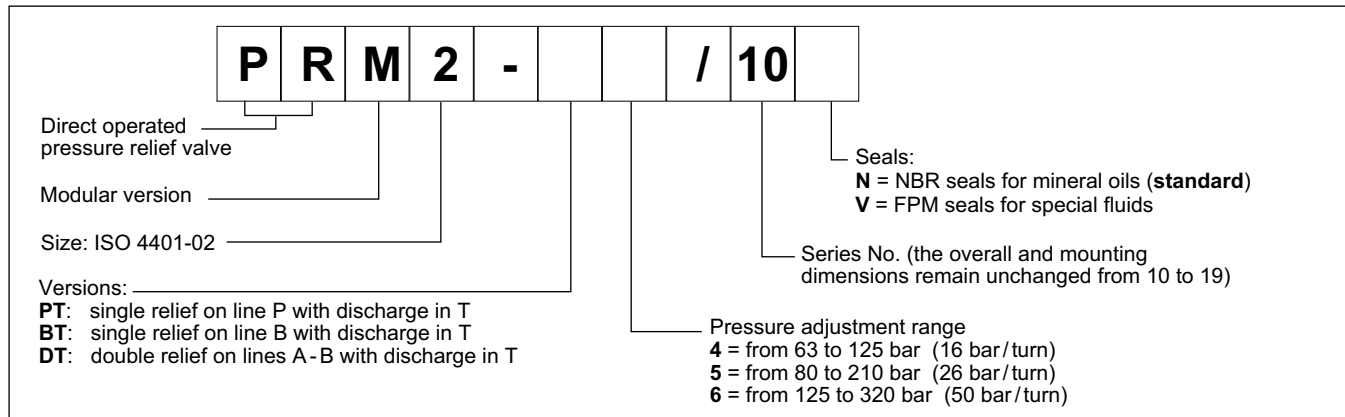 PRM2-  /10
Direct operated
pressure relief valve
Modular version
Size: ISO 4401-02
Versions:
PT: single relief on line P with discharge in T
BT: single relief on line B with discharge in T
DT: double relief on lines A-B with discharge in T
Seals:
N = NBR seals for mineral oils (standard)
V = FPM seals for special fluids
Series No. (the overall and mounting
dimensions remain unchanged from 10 to 19)
Pressure adjustment range
4 = from 63 to 125 bar (16 bar/turn)
5 = from 80 to 210 bar (26 bar/turn)
6 = from 125 to 320 bar (50 bar/turn)